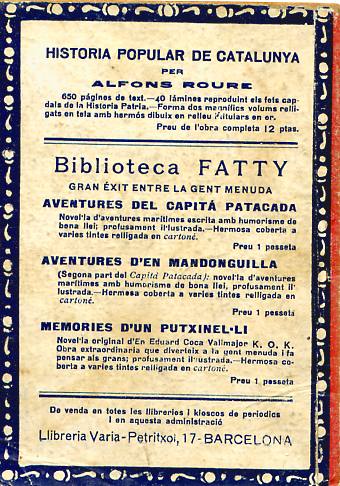 HISTORIA POPULAR DE CATALUNYA
PER
ALFONS ROURE
650 págines de text.—40 lámines reproduint els fets cap-
dals de la Historia Patria.—Forma dos magnífics volums relli-
gats en tela amb hermós dibuix en relleu i titulars en or.
Preu de l'obra completa 12 ptas.
Biblioteca FATTY
GRAN ÉXIT ENTRE LA GENT MENUDA
AVENTURES DEL CAPITÁ PATACADA
Novel'la d'aventures marítimes escrita amb humorisme de
bona llei; profusament il'lustrada.—Hermosa coberta a
varies tintes relligada en cartoné.
Preu 1 pesseta
AVENTURES D'EN MANDONGUILLA
(Segona part del Capitá Patacada): novel'la d'aventures
marítimes amb humorisme de bona llei, profusament il'
lustrada.—Hermosa coberta a varies tintes relligada en
cartoné.
Preu 1 pesseta
MEMORIES D'UN PUTXINEL·LI
Novel'la original d'En Eduard Coca Vallmajor K. O. K.
Obra extraordinaria que diverteix a la gent menuda i fa
pensar als grans; profusament il'lustrada.—Hermosa co-
berta a varies tintes relligada en cartoné.
Preu 1 pesseta
De venda en totes les llibreries i kioscos de periodics
i en aquesta administració
Llibreria Varia-Petritxoi, 17-BARCELONA